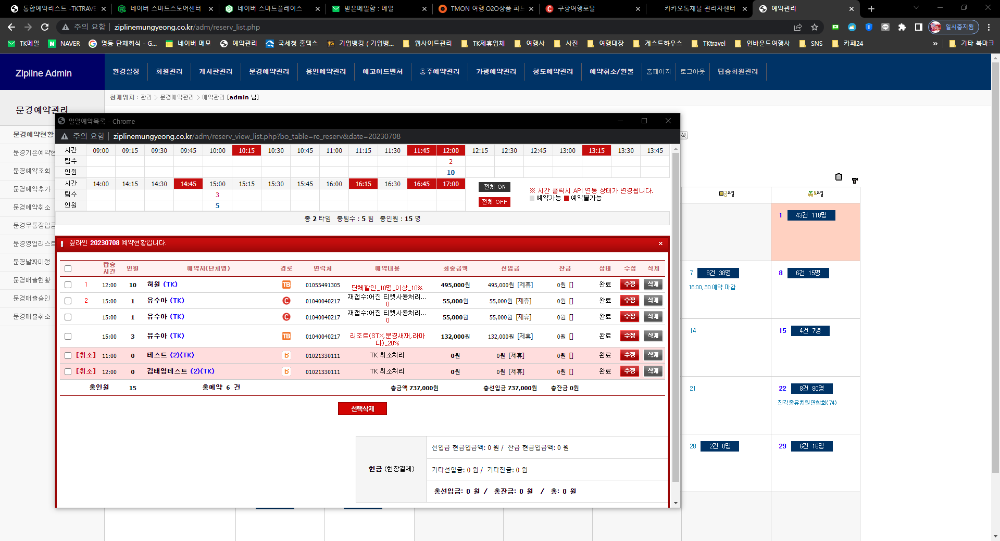 통합예약리스트 -TKTRAVE
네이버 스마트스토어센터
네이버 스마트플레이스
받은메일함 : 메일
TMON 여행·O2O상품 파트
쿠팡여행포탈
카카오톡채널 관리자센터
예약관리
주의 요함 ziplinemungyeong.co.kr/adm/reserv_list.php
일시중지됨
TK메일
NAVER
명동 단체회식 - G...
네이버 메모
예약관리
국세청 홈택스
기업뱅킹 ( 기업뱅...
웹사이트관리
TK제휴업체
여행사
사진
여행대장
게스트하우스
TKtravel
인바운드여행사
SNS
카페24
»
기타 북마크
Zipline Admin
환경설정
회원관리
게시판관리
문경예약관리
용인예약관리
에코어드벤처
충주예약관리
가평예약관리
청도예약관리
예약취소/환불
홈페이지
로그아웃
탑승회원관리
현재위치 : 관리 > 문경예약관리 > 예약관리 [admin 님]
문경예약관리
문경예약현황
문경기존예약현
문경예약조회
문경예약추가
문경예약취소
문경무통장입금
문경영업리스트
문경날짜미정
문경매출현황
문경매출승인
문경매출취소
일일예약목록 - Chrome
주의 요함 ziplinemungyeong.co.kr/adm/reserv_view_list.php?bo_table=re_reserv&date=20230708
시간 09:00 09:15 09:30 09:45 10:00 10:15 10:30 10:45 11:00 11:15 11:30 11:45 12:00 12:15 12:30 12:45 13:00 13:15 13:30 13:45
팀수 2
인원 10
시간 14:00 14:15 14:30 14:45 15:00 15:15 15:30 15:45 16:00 16:15 16:30 16:45 17:00
팀수 3
인원 5
전체 ON
전체 OFF
※ 시간 클릭시 API 연동 상태가 변경됩니다.
예약가능 예약불가능
총 2 타임 총팀수 : 5 팀 총인원 : 15 명
짚라인 20230708 예약현황입니다.
탑승시간 인원 예약자(단체명) 경로 연락처 예약내용 최종금액 선입금 잔금 상태 수정 삭제
1 12:00 10 허원 (TK) TB 01055491305 단체할인_10명_이상_10% 495,000원 495,000원 [제휴] 0원 [] 완료 수정 삭제
2 15:00 1 유수아 (TK) C 01040040217 재접수:어진 티켓사용처리... 0 55,000원 55,000원 [제휴] 0원 [] 완료 수정 삭제
15:00 1 유수아 (TK) C 01040040217 재접수:어진 티켓사용처리... 0 55,000원 55,000원 [제휴] 0원 [] 완료 수정 삭제
15:00 3 유수아 (TK) TB 01040040217 리조트(STX,문경새재,라마다)_20% 132,000원 132,000원 [제휴] 0원 [] 완료 수정 삭제
[취소] 11:00 0 테스트 (2)(TK) b 01021330111 TK 취소처리 0원 0원 [제휴] 0원 [] 완료 수정 삭제
[취소] 12:00 0 김태영테스트 (2)(TK) b 01021330111 TK 취소처리 0원 0원 [제휴] 0원 [] 완료 수정 삭제
총인원 15 총예약 6 건 총금액 737,000원 총선입금 737,000원 총잔금 0원
선택삭제
현금 (현장결제)
선입금 현금입금액: 0 원 / 잔금 현금입금액: 0 원
기타선입금: 0 원 / 기타잔금: 0 원
총선입금: 0 원 / 총잔금: 0 원 / 총: 0 원
색
금요일
토요일
1 43건 118명
7 8건 38명
16:00, 30 예약 마감
8 6건 15명
14
15 4건 7명
21
22 8건 80명
진각종유치원연합회(74)
28 2건 0명
29 6건 16명